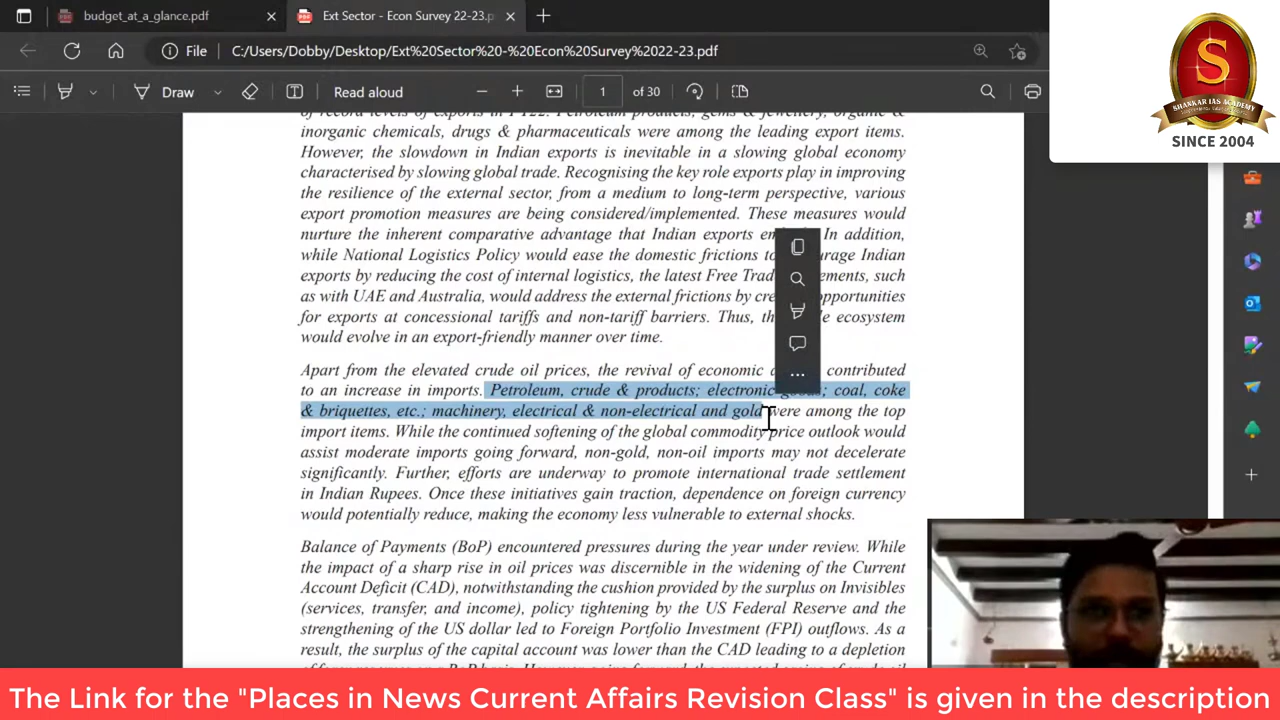 budget_at_a_glance.pdf
Ext Sector - Econ Survey 22-23.p
File
C:/Users/Dobby/Desktop/Ext%20Sector%20-%20Econ%20Survey%2022-23.pdf
Draw
Read aloud
1
of 30
S
SHANKAR IAS ACADEMY
SINCE 2004
of record levels of exports in
Petroleum products, gems & jewellery, organic &
inorganic chemicals, drugs & pharmaceuticals were among the leading export items.
However, the slowdown in Indian exports is inevitable in a slowing global economy
characterised by slowing global trade. Recognising the key role exports play in improving
the resilience of the external sector, from a medium to long-term perspective, various
export promotion measures are being considered/implemented. These measures would
nurture the inherent comparative advantage that Indian exports In addition,
while National Logistics Policy would ease the domestic frictions Indian
exports by reducing the cost of internal logistics, the latest Free such
as with UAE and Australia, would address the external frictions by opportunities
for exports at concessional tariffs and non-tariff barriers. Thus, ecosystem
would evolve in an export-friendly manner over time.
Apart from the elevated crude oil prices, the revival of economic contributed
to an increase in imports. Petroleum, crude & products; electronic goods; coal, coke
& briquettes, etc.; machinery, electrical & non-electrical and gold were among the top
import items. While the continued softening of the global commodity price outlook would
assist moderate imports going forward, non-gold, non-oil imports may not decelerate
significantly. Further, efforts are underway to promote international trade settlement
in Indian Rupees. Once these initiatives gain traction, dependence on foreign currency
would potentially reduce, making the economy less vulnerable to external shocks.
Balance of Payments (BoP) encountered pressures during the year under review. While
the impact of a sharp rise in oil prices was discernible in the widening of the Current
Account Deficit (CAD), notwithstanding the cushion provided by the surplus on Invisibles
(services, transfer, and income), policy tightening by the US Federal Reserve and the
strengthening of the US dollar led to Foreign Portfolio Investment (FPI) outflows. As a
result, the surplus of the capital account was lower than the CAD leading to a depletion
The Link for the "Places in News Current Affairs Revision Class" is given in the description